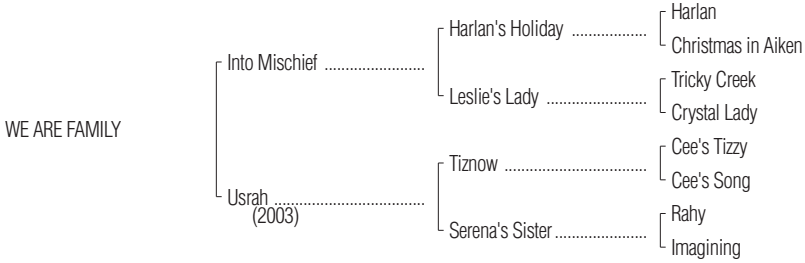 Harlan
Harlan's Holiday ..................
Christmas in Aiken
Into Mischief ........................
Tricky Creek
Leslie's Lady ........................
Crystal Lady
WE ARE FAMILY
Cee's Tizzy
Tiznow ...................................
Cee's Song
Usrah ....................................
(2003)
Rahy
Serena's Sister......................
Imagining